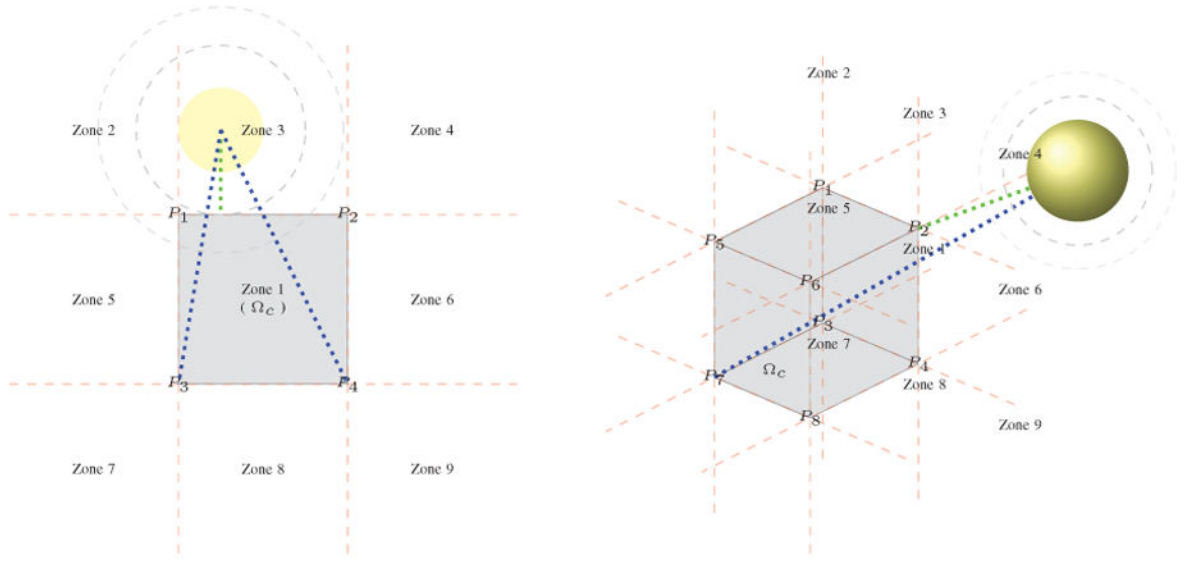 Zone 2
Zone 3
Zone 4
P1
P2
Zone 1
( Ωc )
Zone 5
Zone 6
P3
P4
Zone 7
Zone 8
Zone 9
Zone 2
Zone 3
Zone 4
P1
Zone 5
P2
P5
Zone 1
P6
Zone 6
P3
Zone 7
P4
P7
Ωc
Zone 8
P8
Zone 9